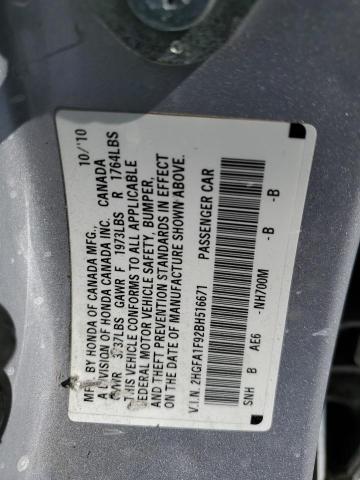 MFD. BY HONDA OF CANADA MFG., 10/'10
A DIVISION OF HONDA CANADA INC. CANADA
GVWR 3737LBS GAWR F 1973LBS R 1764LBS
THIS VEHICLE CONFORMS TO ALL APPLICABLE
FEDERAL MOTOR VEHICLE SAFETY, BUMPER,
AND THEFT PREVENTION STANDARDS IN EFFECT
ON THE DATE OF MANUFACTURE SHOWN ABOVE.
V.I.N. 2HGFA1F92BH516671 PASSENGER CAR
SNH B AE6 -NH700M -B -B